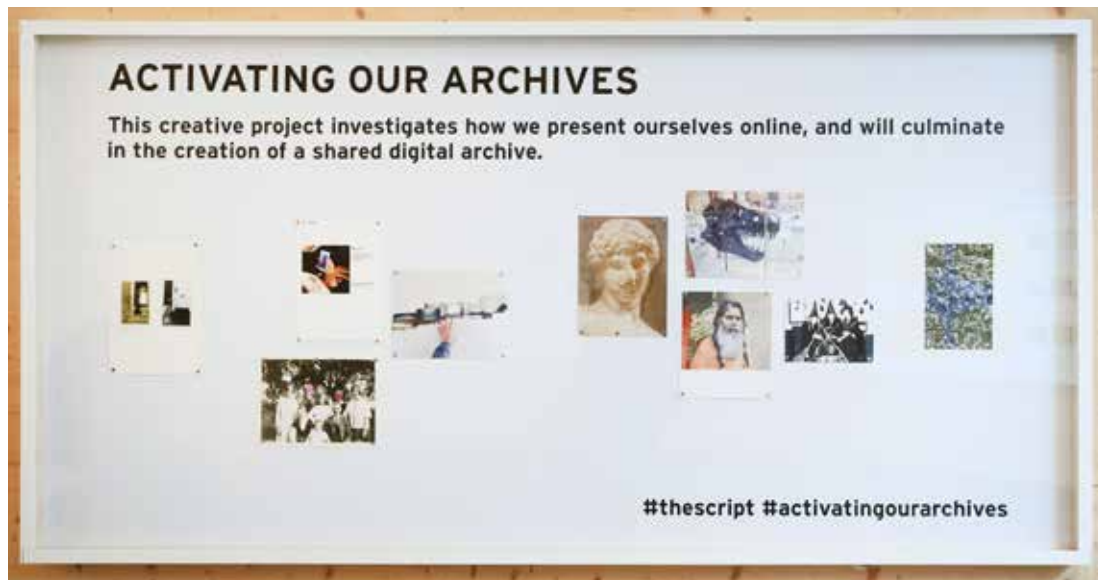 ACTIVATING OUR ARCHIVES
This creative project investigates how we present ourselves online, and will culminate
in the creation of a shared digital archive.
#thescript #activatingourarchives